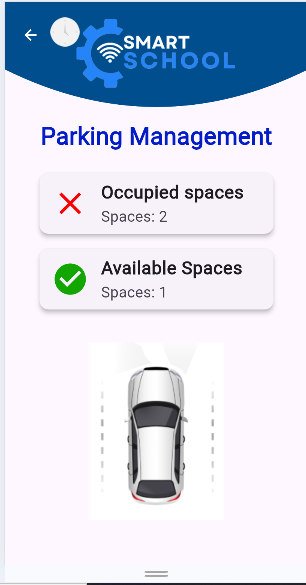 SMART
SCHOOL
Parking Management
Occupied spaces
Spaces: 2
Available Spaces
Spaces: 1